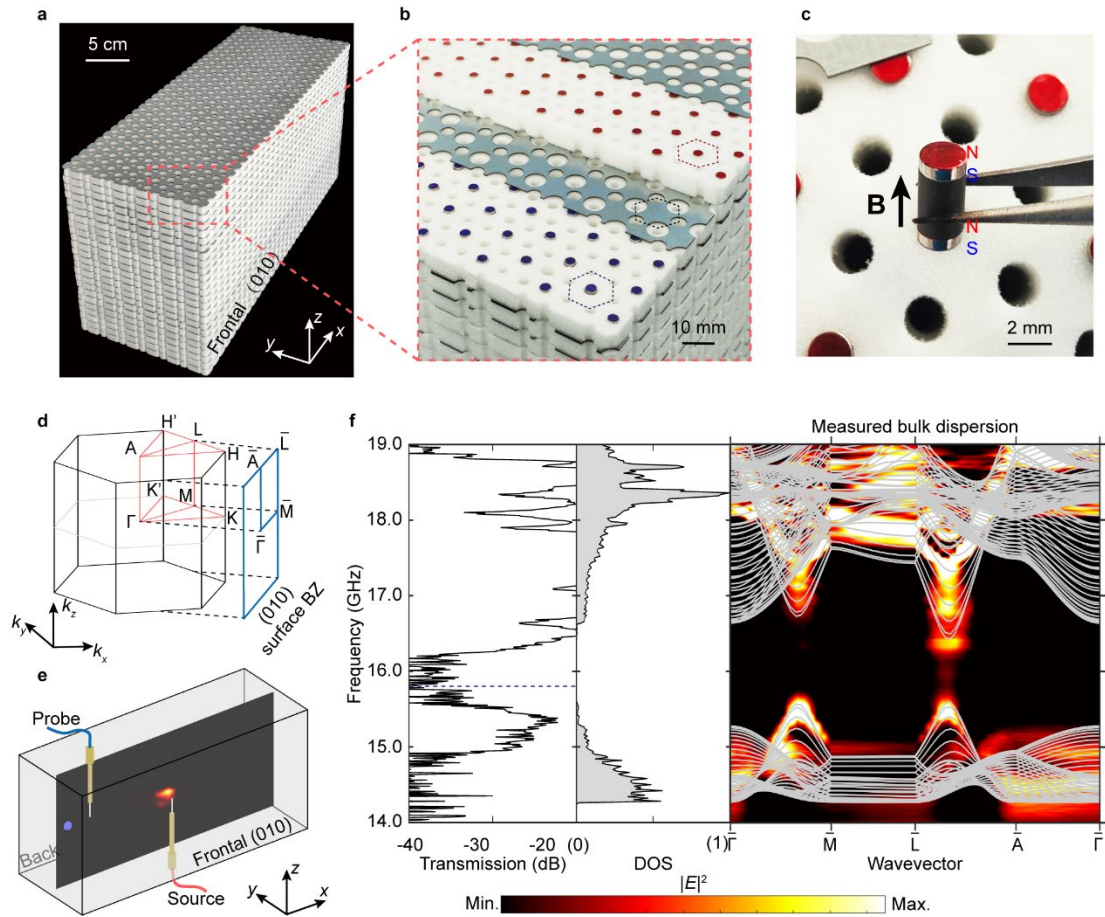 a
5 cm
Frontal (010)
z
y
x
b
10 mm
c
N
S
B
N
S
2 mm
d
H'
L
L̄
A
H
A
K'
M
M̄
Γ
K
Γ̄
(010)
surface BZ
k_z
k_y
k_x
e
Probe
Back
Frontal (010)
Source
z
y
x
f
Measured bulk dispersion
Frequency (GHz)
19.0
18.0
17.0
16.0
15.0
14.0
-40 -30 -20 (0) (1)
Γ̄ M̄ L̄ Ā Γ̄
Transmission (dB) DOS Wavevector
|E|²
Min. Max.